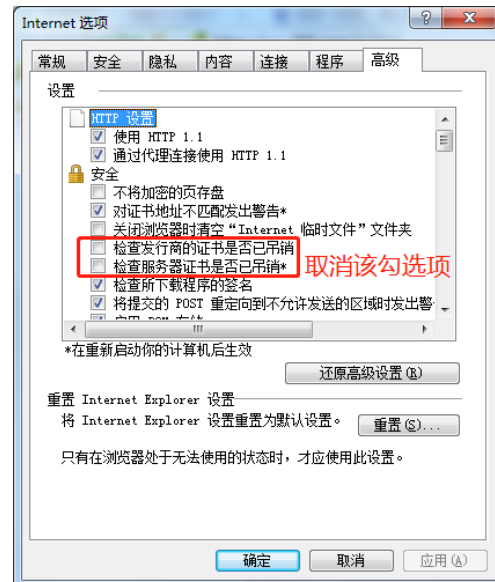 Internet 选项
常规 安全 隐私 内容 连接 程序 高级
设置
HTTP 设置
使用 HTTP 1.1
通过代理连接使用 HTTP 1.1
安全
不将加密的页存盘
对证书地址不匹配发出警告*
关闭浏览器时清空“Internet 临时文件”文件夹
检查发行商的证书是否已吊销
检查服务器证书是否已吊销*
取消该勾选项
检查所下载程序的签名
将提交的 POST 重定向到不允许发送的区域时发出警
启用 DOM 存储
*在重新启动你的计算机后生效
还原高级设置(R)
重置 Internet Explorer 设置
将 Internet Explorer 设置重置为默认设置。
重置(S)...
只有在浏览器处于无法使用的状态时，才应使用此设置。
确定 取消 应用(A)